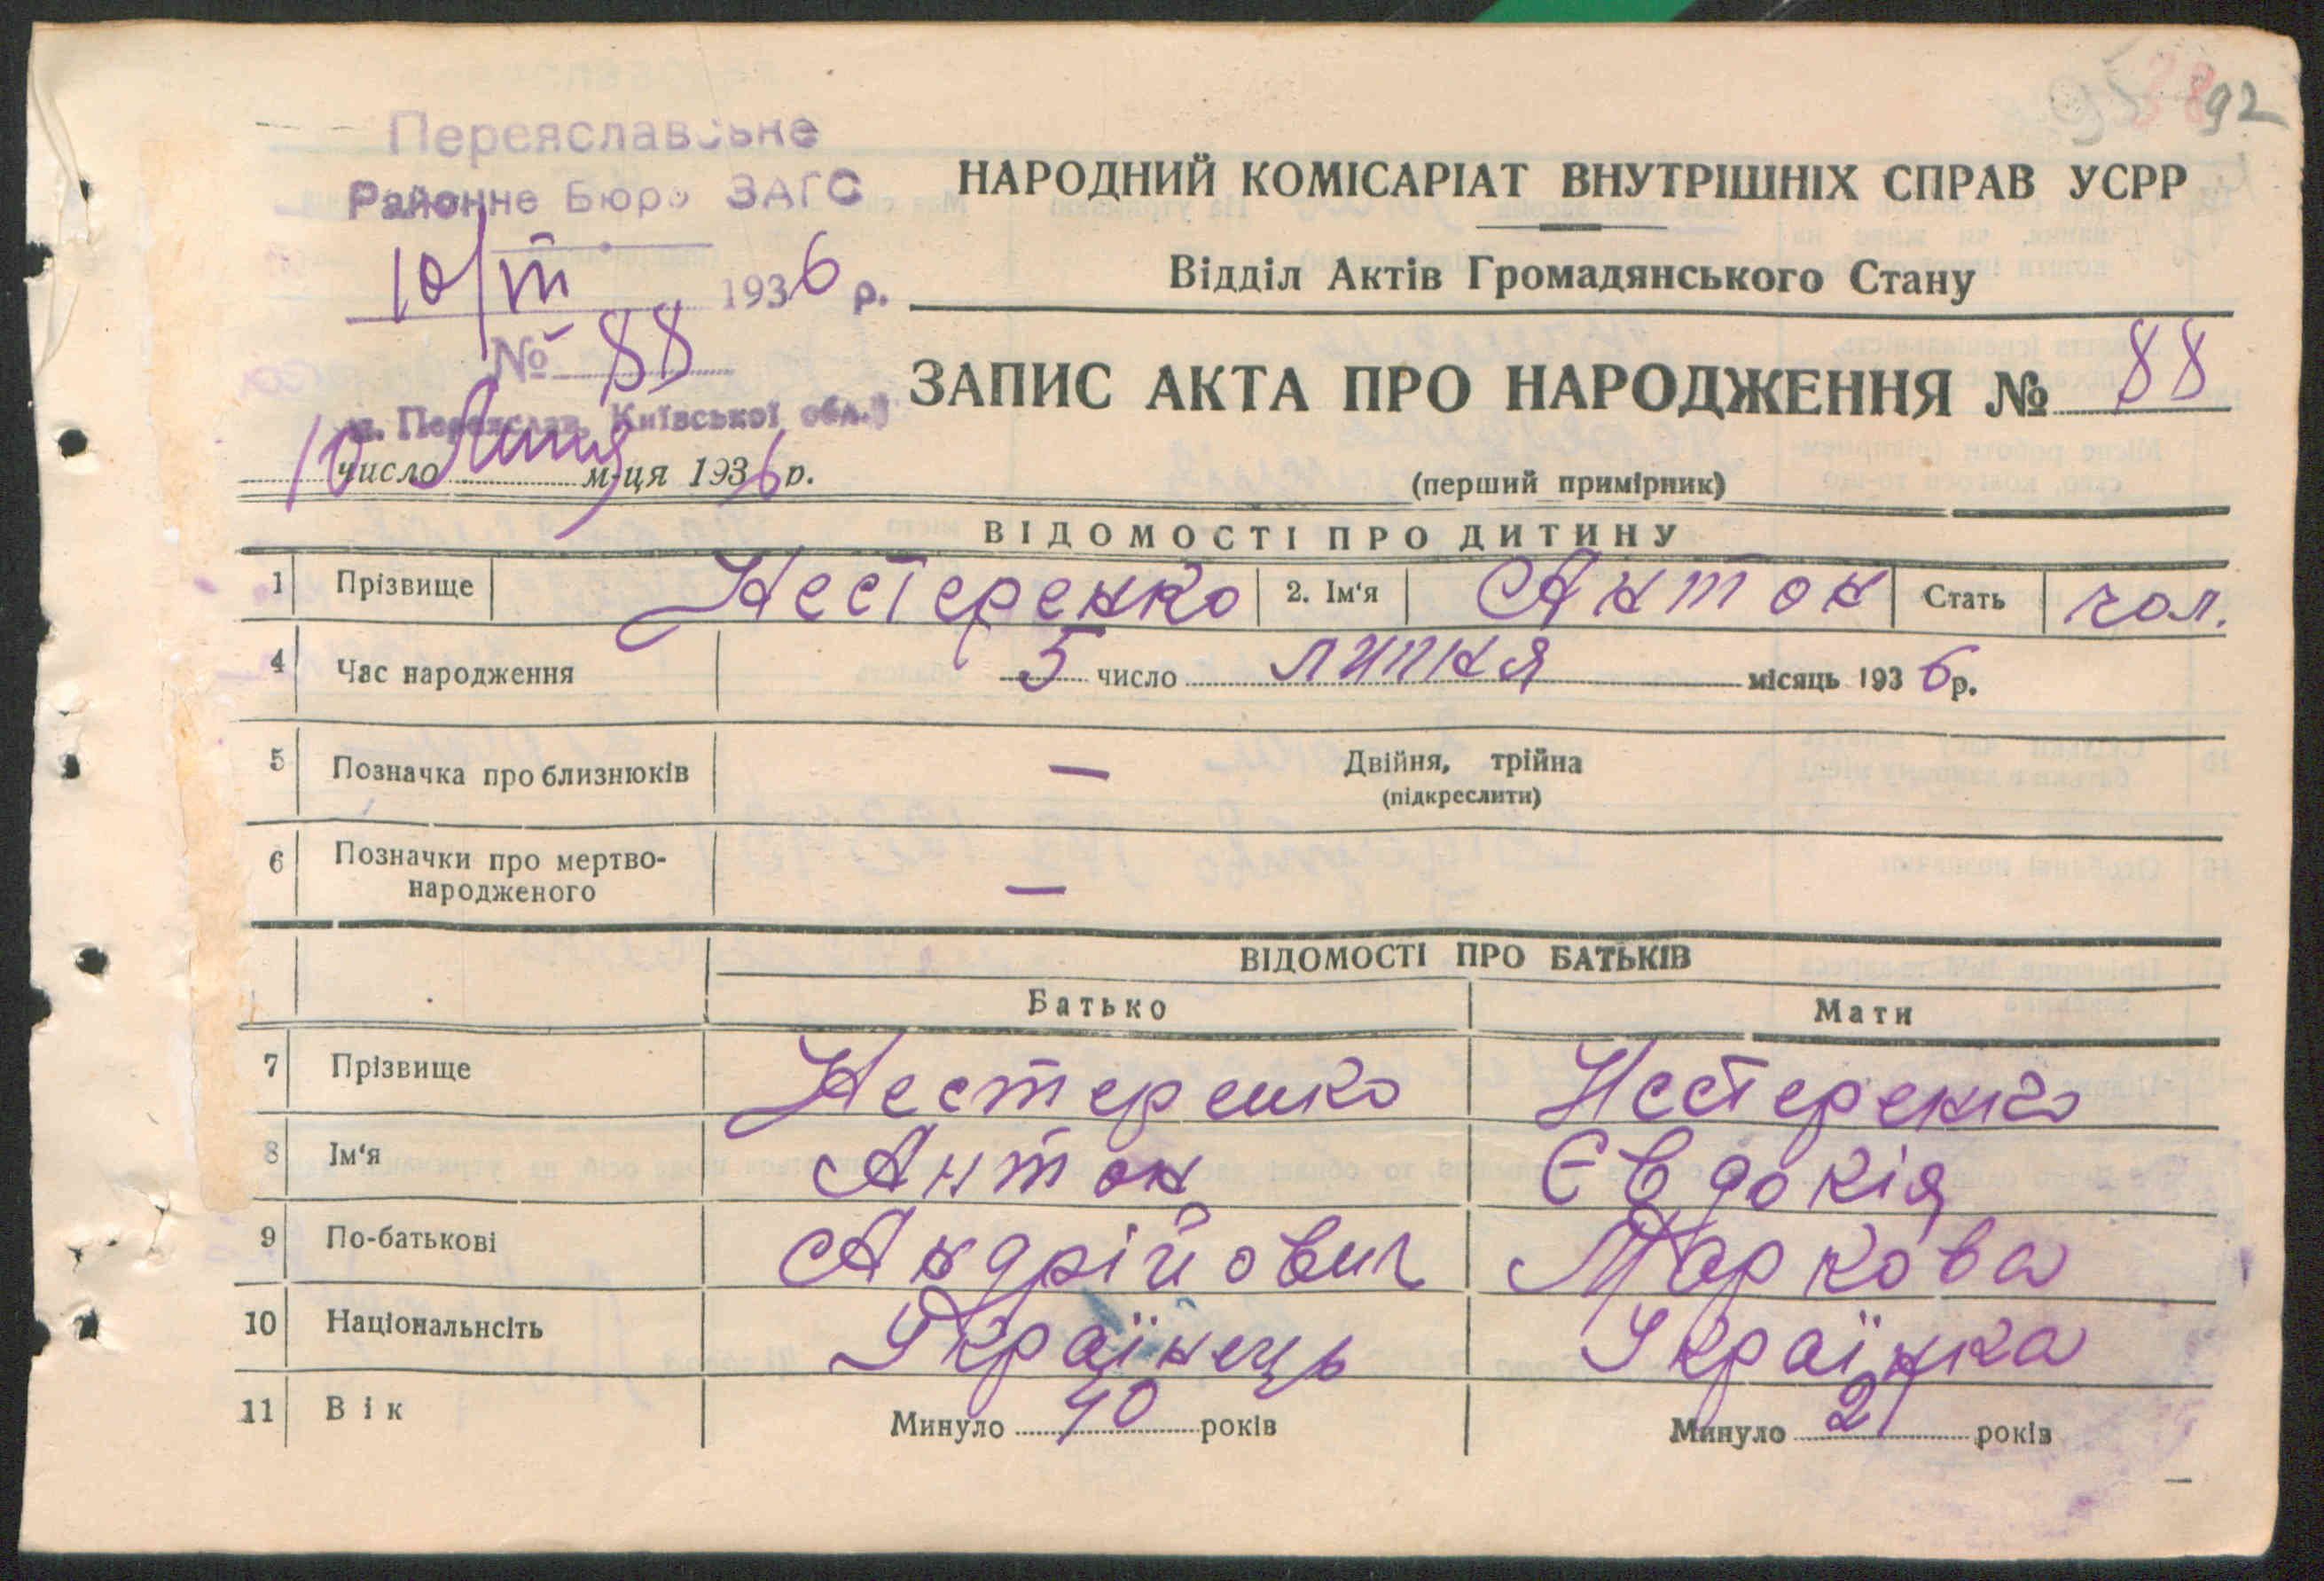 92
Переяславське
Районне Бюро ЗАГС
10/VII 1936 р.
№ 88
м. Переяслав, Київської обл.
10 число Липня м-ця 1936 р.
НАРОДНИЙ КОМІСАРІАТ ВНУТРІШНІХ СПРАВ УСРР
Відділ Актів Громадянського Стану
ЗАПИС АКТА ПРО НАРОДЖЕННЯ № 88
(перший примірник)
ВІДОМОСТІ ПРО ДИТИНУ
1 Прізвище Нестеренко 2. Ім'я Антон Стать чол.
4 Час народження 5 число липня місяць 1936 р.
5 Позначка про близнюків — Двійня, трійна
(підкреслити)
6 Позначки про мертво-
народженого —
ВІДОМОСТІ ПРО БАТЬКІВ
Батько Мати
7 Прізвище Нестеренко Нестеренко
8 Ім'я Антон Євдокія
9 По-батькові Андрійович Маркова
10 Національнсіть Українець Українка
11 Вік Минуло 40 років Минуло 21 років